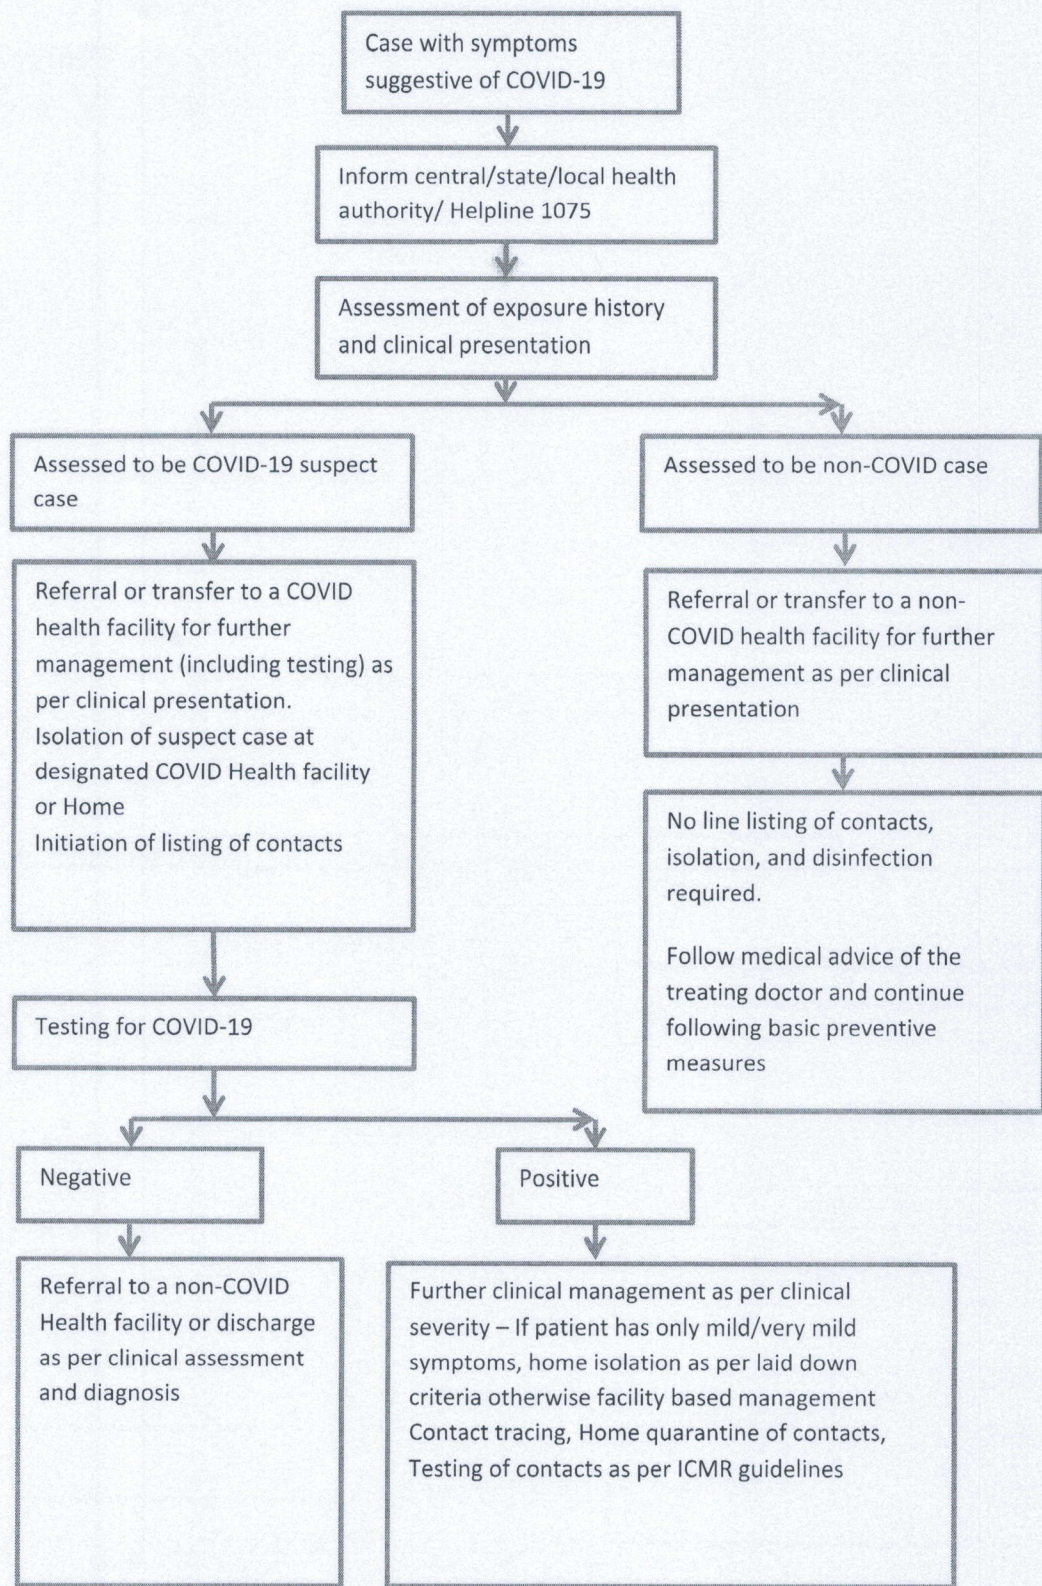 Case with symptoms
suggestive of COVID-19
Inform central/state/local health
authority/ Helpline 1075
Assessment of exposure history
and clinical presentation
Assessed to be COVID-19 suspect
case
Assessed to be non-COVID case
Referral or transfer to a COVID
health facility for further
management (including testing) as
per clinical presentation.
Isolation of suspect case at
designated COVID Health facility
or Home
Initiation of listing of contacts
Referral or transfer to a non-
COVID health facility for further
management as per clinical
presentation
No line listing of contacts,
isolation, and disinfection
required.
Follow medical advice of the
treating doctor and continue
following basic preventive
measures
Testing for COVID-19
Negative
Positive
Referral to a non-COVID
Health facility or discharge
as per clinical assessment
and diagnosis
Further clinical management as per clinical
severity – If patient has only mild/very mild
symptoms, home isolation as per laid down
criteria otherwise facility based management
Contact tracing, Home quarantine of contacts,
Testing of contacts as per ICMR guidelines